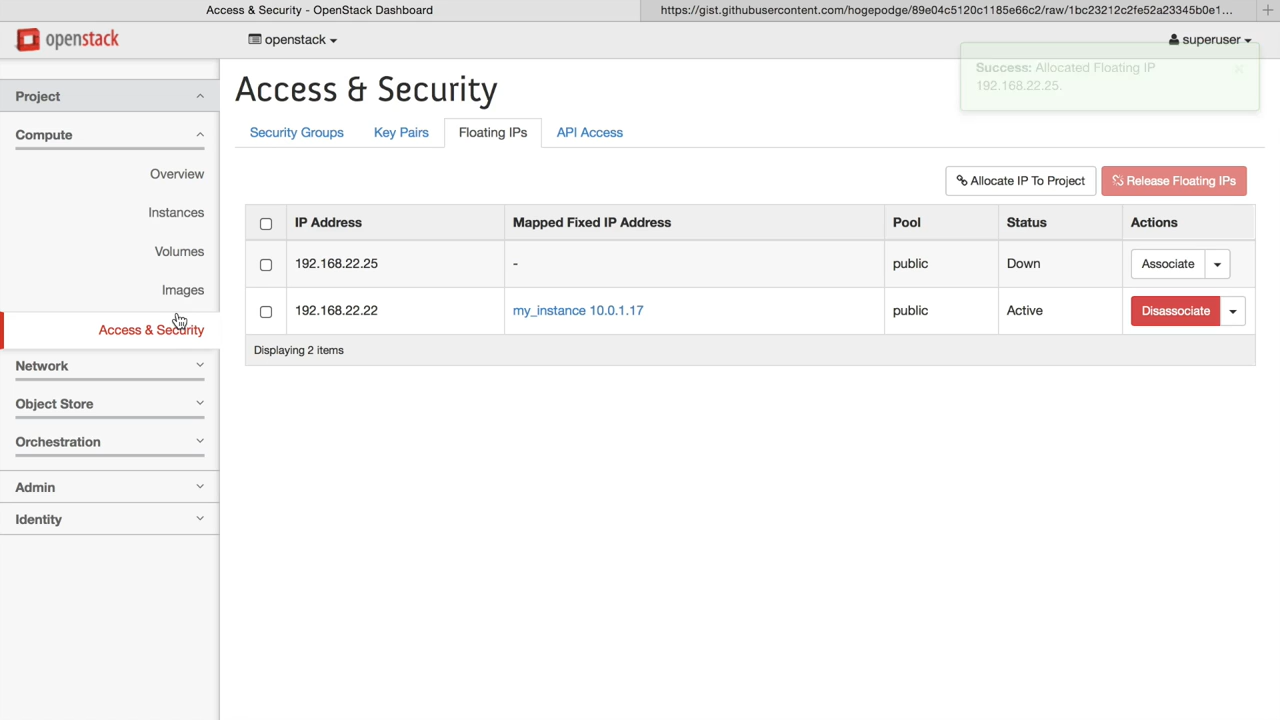 Access & Security - OpenStack Dashboard
https://gist.githubusercontent.com/hogepodge/89e04c5120c1185e66c2/raw/1bc23212c2fe52a23345b0e1...
openstack
openstack
superuser
Success: Allocated Floating IP
192.168.22.25.
Project
Compute
Overview
Instances
Volumes
Images
Access & Security
Network
Object Store
Orchestration
Admin
Identity
Access & Security
Security Groups Key Pairs Floating IPs API Access
Allocate IP To Project Release Floating IPs
IP Address Mapped Fixed IP Address Pool Status Actions
192.168.22.25 - public Down Associate
192.168.22.22 my_instance 10.0.1.17 public Active Disassociate
Displaying 2 items